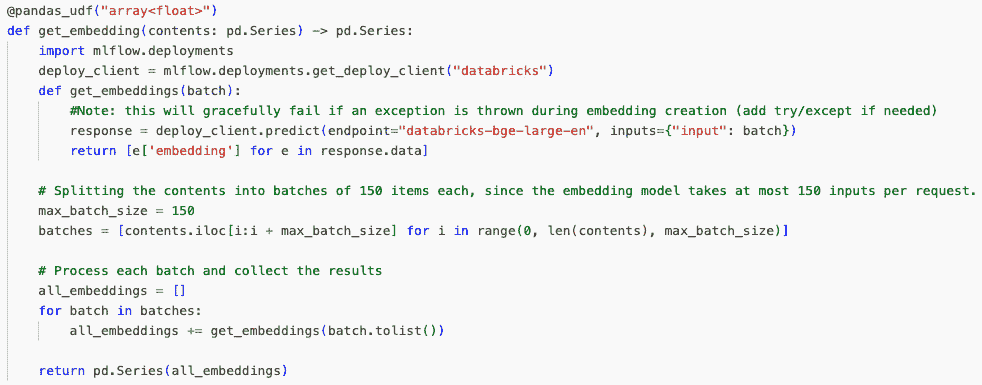 @pandas_udf("array<float>")
def get_embedding(contents: pd.Series) -> pd.Series:
    import mlflow.deployments
    deploy_client = mlflow.deployments.get_deploy_client("databricks")
    def get_embeddings(batch):
        #Note: this will gracefully fail if an exception is thrown during embedding creation (add try/except if needed)
        response = deploy_client.predict(endpoint="databricks-bge-large-en", inputs={"input": batch})
        return [e['embedding'] for e in response.data]

    # Splitting the contents into batches of 150 items each, since the embedding model takes at most 150 inputs per request.
    max_batch_size = 150
    batches = [contents.iloc[i:i + max_batch_size] for i in range(0, len(contents), max_batch_size)]

    # Process each batch and collect the results
    all_embeddings = []
    for batch in batches:
        all_embeddings += get_embeddings(batch.tolist())

    return pd.Series(all_embeddings)